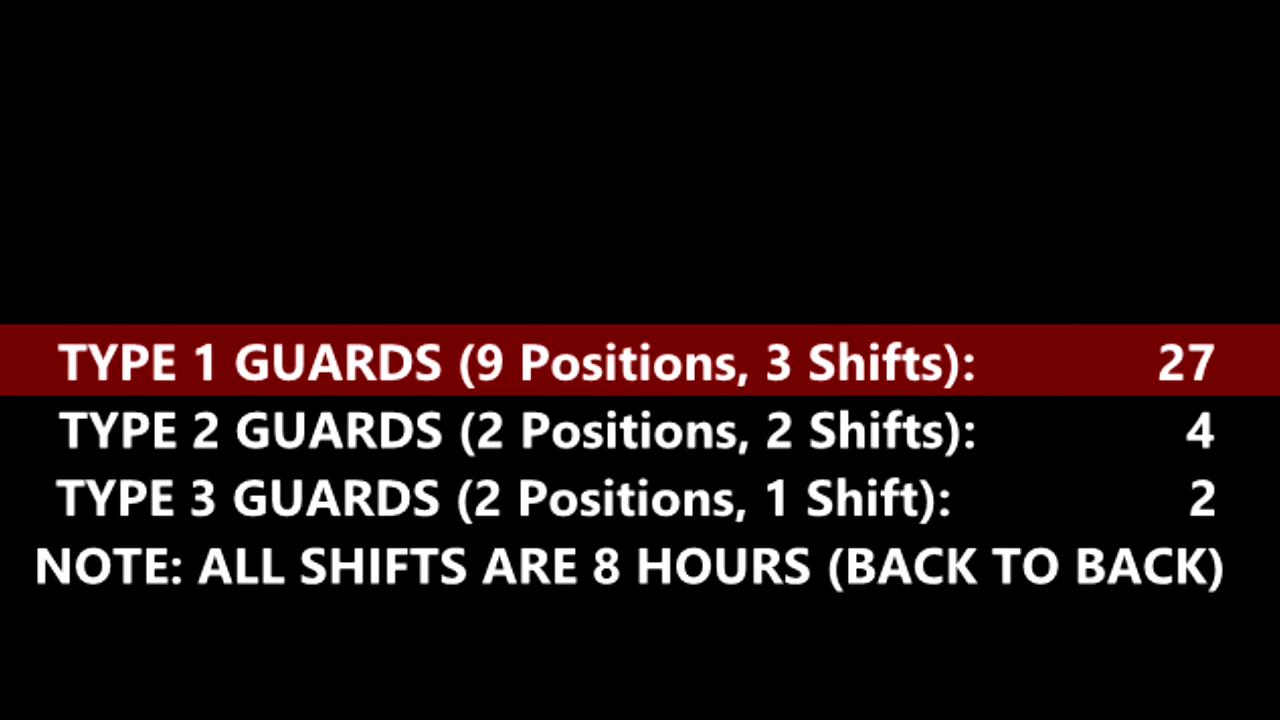 TYPE 1 GUARDS (9 Positions, 3 Shifts): 27
TYPE 2 GUARDS (2 Positions, 2 Shifts): 4
TYPE 3 GUARDS (2 Positions, 1 Shift): 2
NOTE: ALL SHIFTS ARE 8 HOURS (BACK TO BACK)